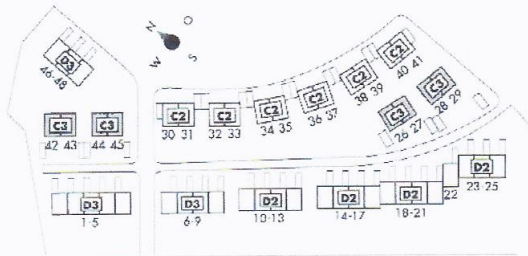 N O
W S
D3
46-48
C3 C3
42 43 44 45
D3
1-5
C2
30 31
C2
32 33
C2
34 35
C2
36 37
C2
38 39
C2
40 41
C3
26 27
C3
28 29
D3
6-9
D2
10-13
D2
14-17
D2
18-21
22
D2
23-25